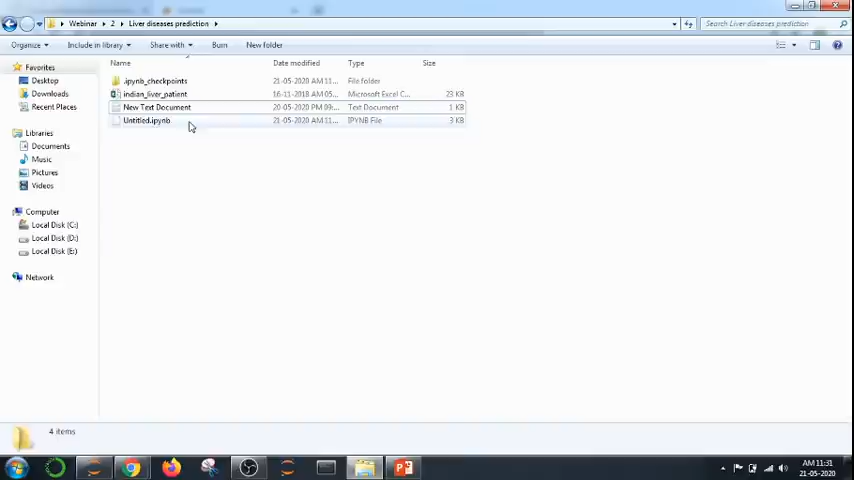 Webinar ▸ 2 ▸ Liver diseases prediction ▸
Search Liver diseases prediction
Organize ▾ Include in library ▾ Share with ▾ Burn New folder
Name Date modified Type Size
.ipynb_checkpoints 21-05-2020 AM 11... File folder
indian_liver_patient 16-11-2018 AM 05... Microsoft Excel C... 23 KB
New Text Document 20-05-2020 PM 09... Text Document 1 KB
Untitled.ipynb 21-05-2020 AM 11... IPYNB File 3 KB
Favorites
Desktop
Downloads
Recent Places
Libraries
Documents
Music
Pictures
Videos
Computer
Local Disk (C:)
Local Disk (D:)
Local Disk (E:)
Network
4 items
AM 11:31
21-05-2020